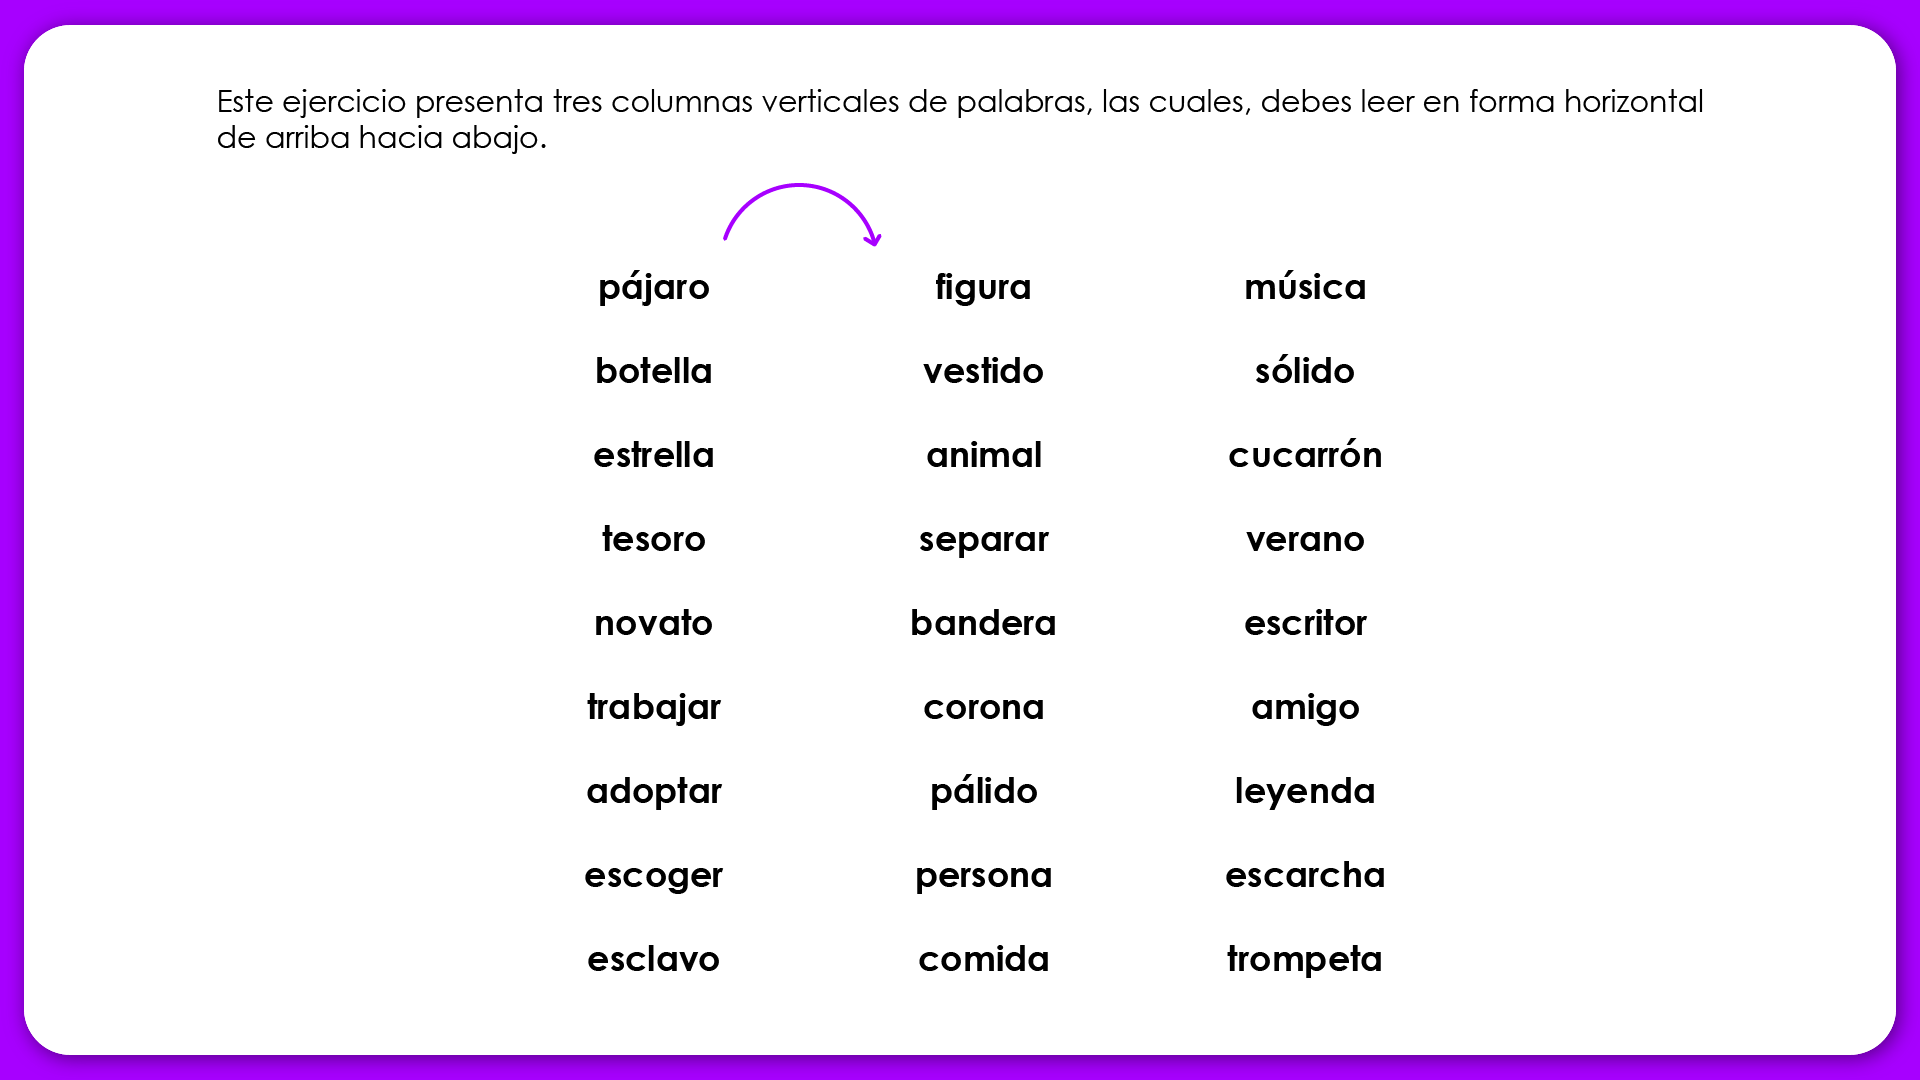 Este ejercicio presenta tres columnas verticales de palabras, las cuales, debes leer en forma horizontal
de arriba hacia abajo.
pájaro figura música
botella vestido sólido
estrella animal cucarrón
tesoro separar verano
novato bandera escritor
trabajar corona amigo
adoptar pálido leyenda
escoger persona escarcha
esclavo comida trompeta